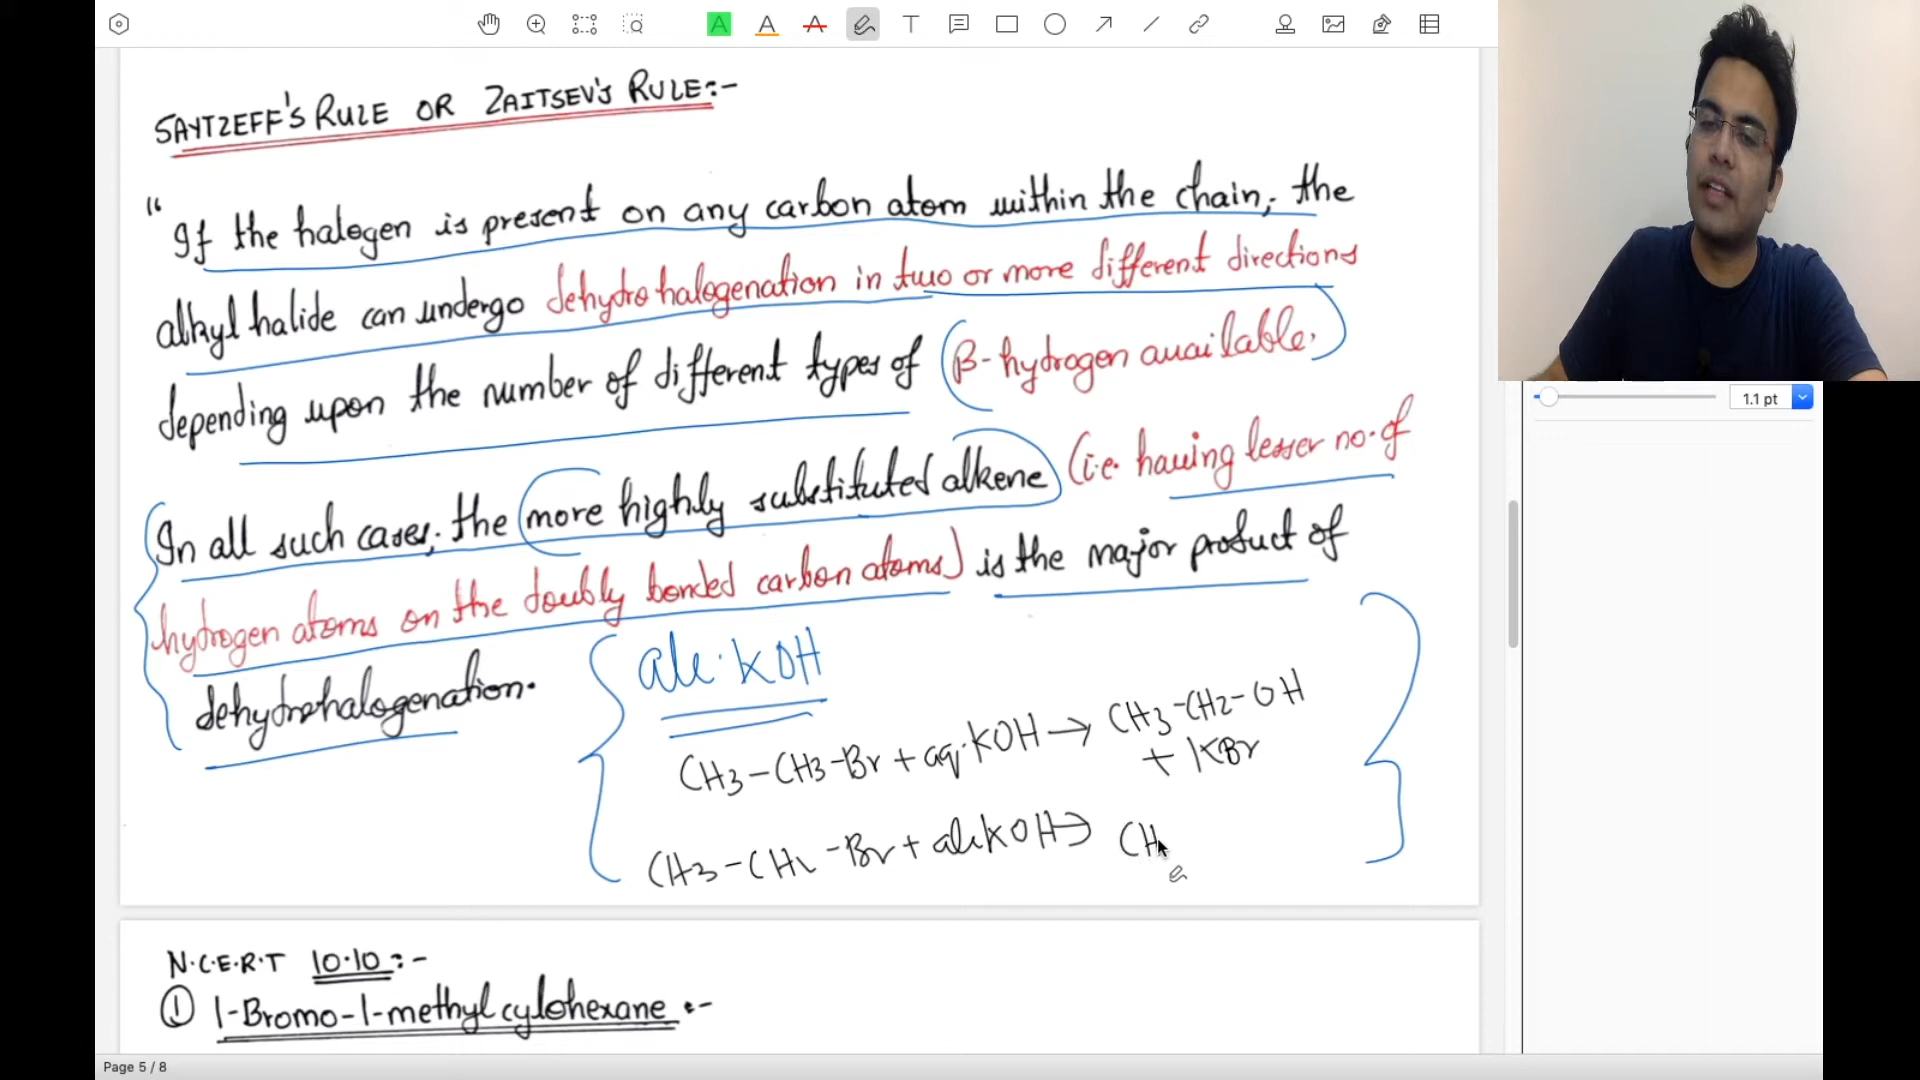 SAYTZEFF'S RULE OR ZAITSEV'S RULE:-
"If the halogen is present on any carbon atom within the chain, the
alkyl halide can undergo dehydrohalogenation in two or more different directions
depending upon the number of different types of β-hydrogen available.
In all such cases, the more highly substituted alkene (i.e. having lesser no. of
hydrogen atoms on the doubly bonded carbon atoms) is the major product of
dehydrohalogenation.
alc. KOH
CH3-CH3-Br + aq. KOH → CH3-CH2-OH
+ KBr
CH3-CH2-Br + alc KOH → CH
N.C.E.R.T 10.10:-
① 1-Bromo-1-methylcylohexane :-
Page 5 / 8
1.1 pt
A A A T